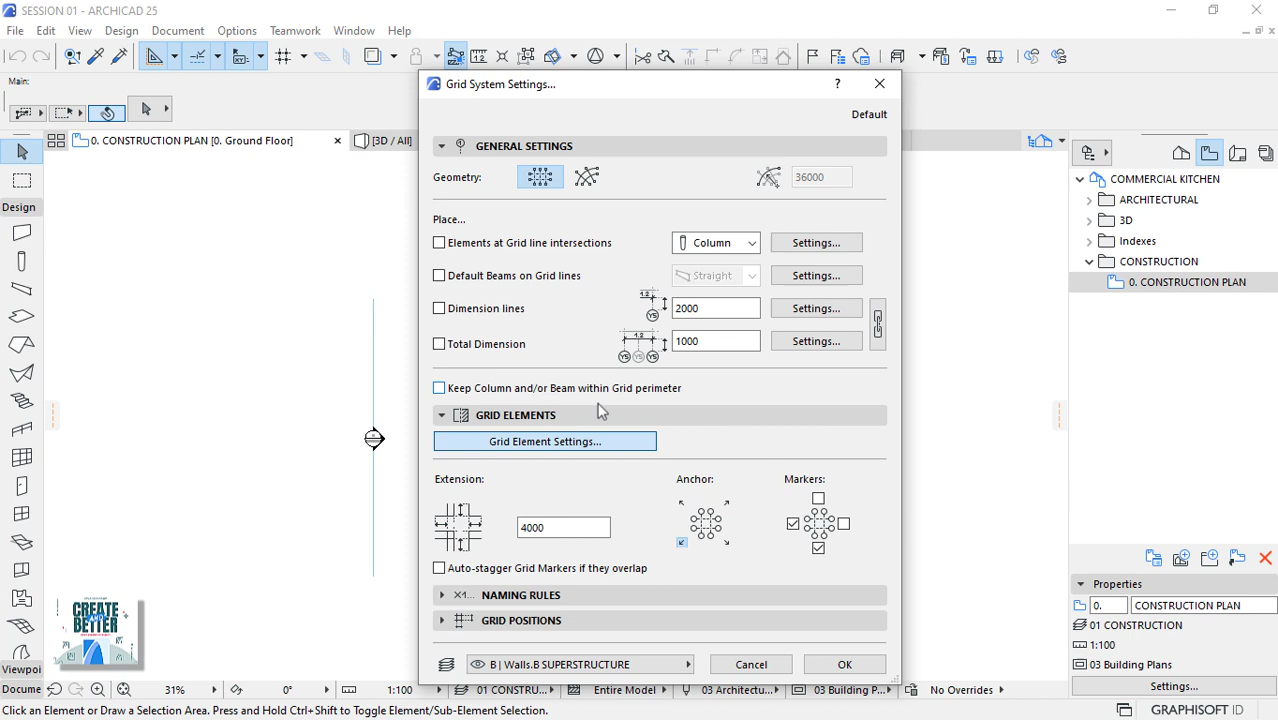 SESSION 01 - ARCHICAD 25
File Edit View Design Document Options Teamwork Window Help
Main:
0. CONSTRUCTION PLAN [0. Ground Floor]
[3D / All]
Design
Viewpoi
Docume
Grid System Settings...
?
Default
GENERAL SETTINGS
Geometry:
36000
Place...
Elements at Grid line intersections
Column
Settings...
Default Beams on Grid lines
Straight
Settings...
Dimension lines
1.2
2000
Settings...
Total Dimension
1.2
1000
Settings...
Keep Column and/or Beam within Grid perimeter
GRID ELEMENTS
Grid Element Settings...
Extension:
Anchor:
Markers:
4000
Auto-stagger Grid Markers if they overlap
NAMING RULES
GRID POSITIONS
B | Walls.B SUPERSTRUCTURE
Cancel
OK
COMMERCIAL KITCHEN
ARCHITECTURAL
3D
Indexes
CONSTRUCTION
0. CONSTRUCTION PLAN
Properties
0. CONSTRUCTION PLAN
01 CONSTRUCTION
1:100
03 Building Plans
Settings...
CREATE
BETTER
31% 0° 1:100 01 CONSTRU... Entire Model 03 Architectu... 03 Building P... No Overrides
Click an Element or Draw a Selection Area. Press and Hold Ctrl+Shift to Toggle Element/Sub-Element Selection.
GRAPHISOFT ID